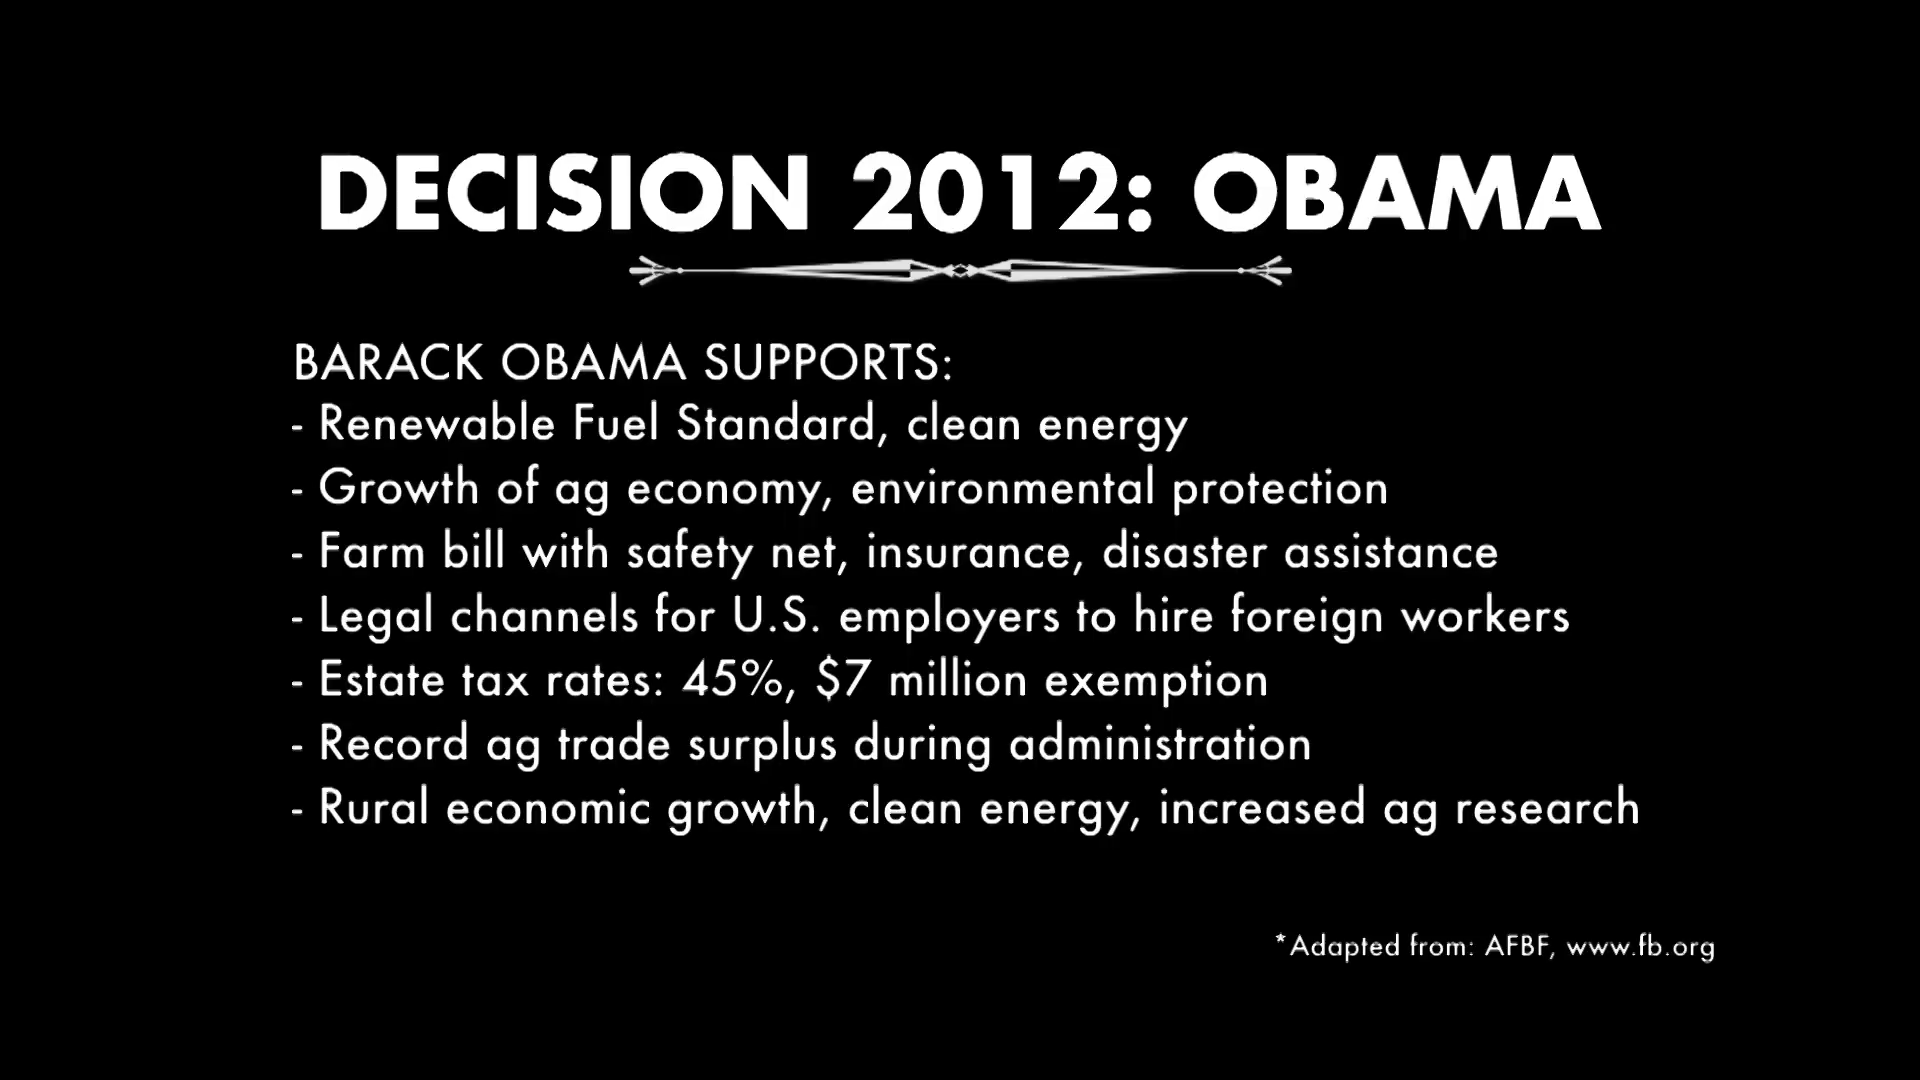 DECISION 2012: OBAMA
BARACK OBAMA SUPPORTS:
- Renewable Fuel Standard, clean energy
- Growth of ag economy, environmental protection
- Farm bill with safety net, insurance, disaster assistance
- Legal channels for U.S. employers to hire foreign workers
- Estate tax rates: 45%, $7 million exemption
- Record ag trade surplus during administration
- Rural economic growth, clean energy, increased ag research
*Adapted from: AFBF, www.fb.org